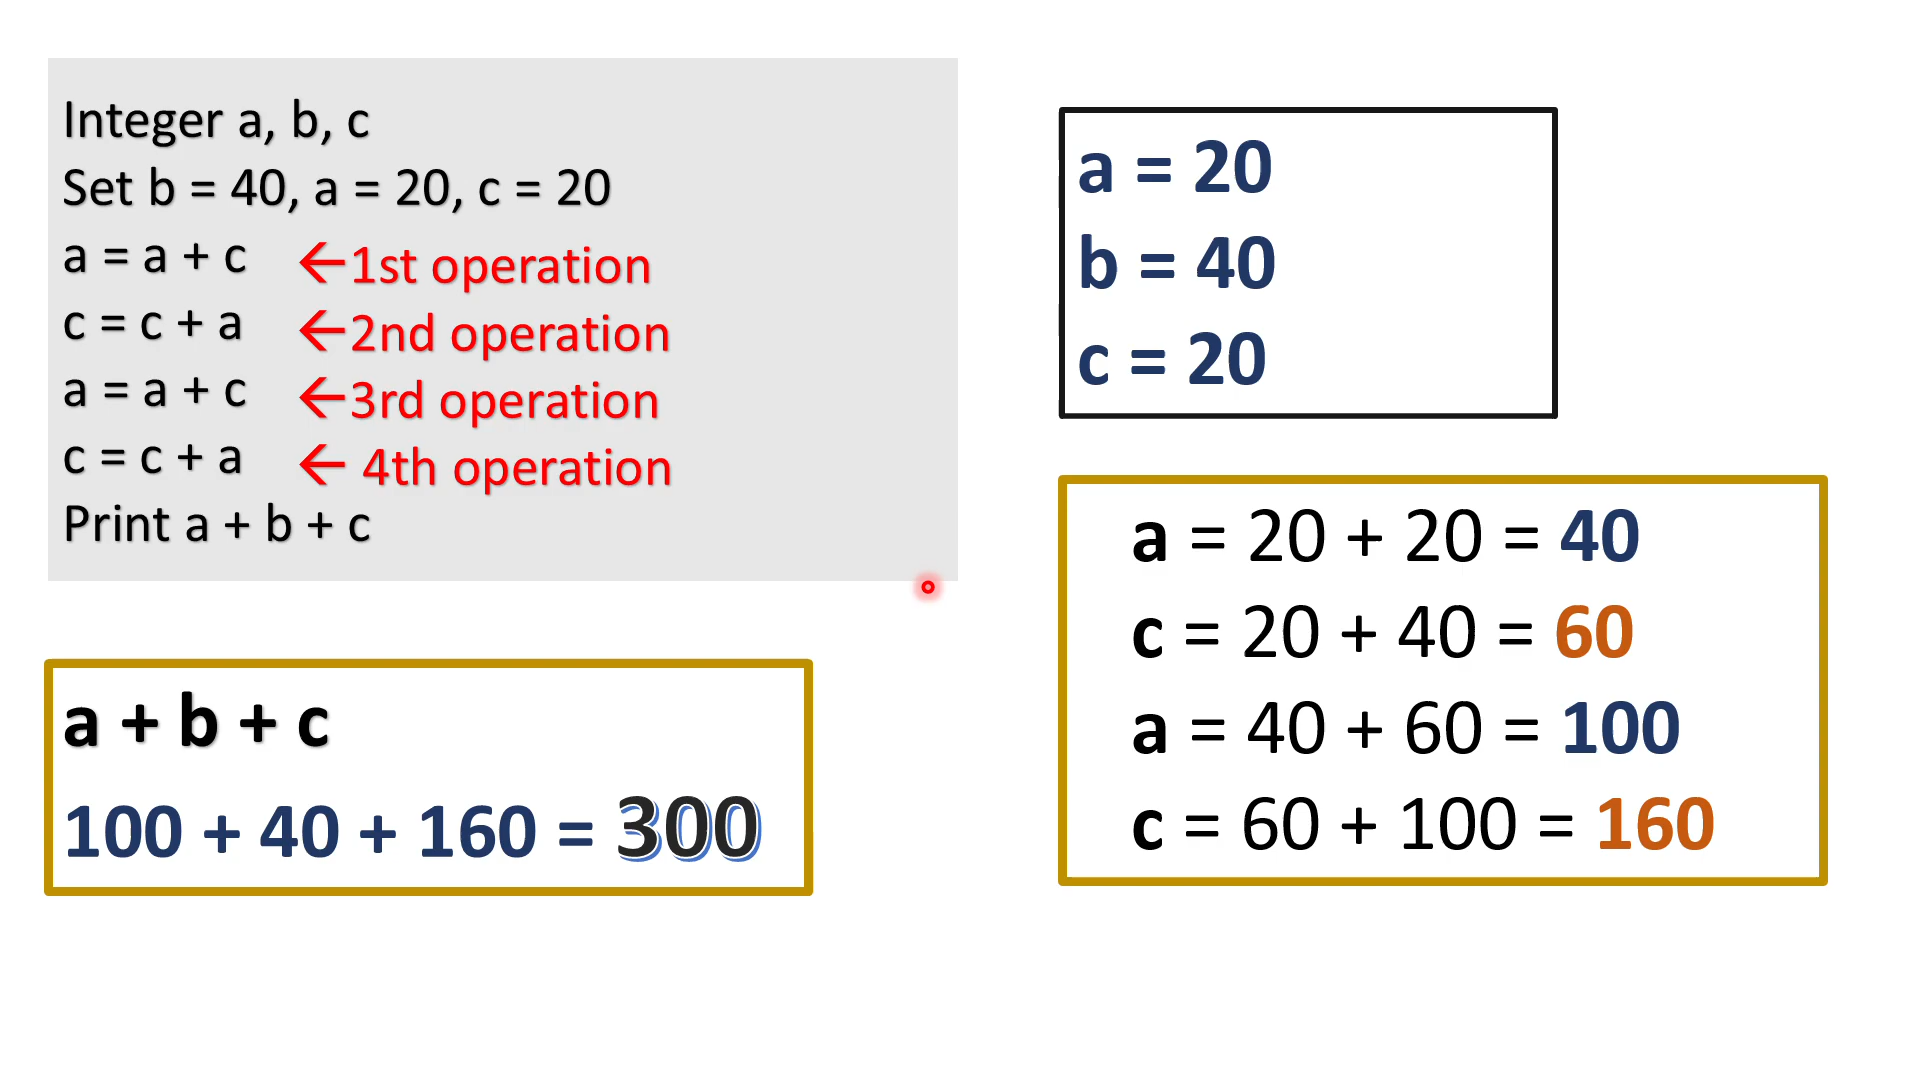 Integer a, b, c
Set b = 40, a = 20, c = 20
a = a + c ←1st operation
c = c + a ←2nd operation
a = a + c ←3rd operation
c = c + a ← 4th operation
Print a + b + c
a = 20
b = 40
c = 20
a = 20 + 20 = 40
c = 20 + 40 = 60
a = 40 + 60 = 100
c = 60 + 100 = 160
a + b + c
100 + 40 + 160 = 300